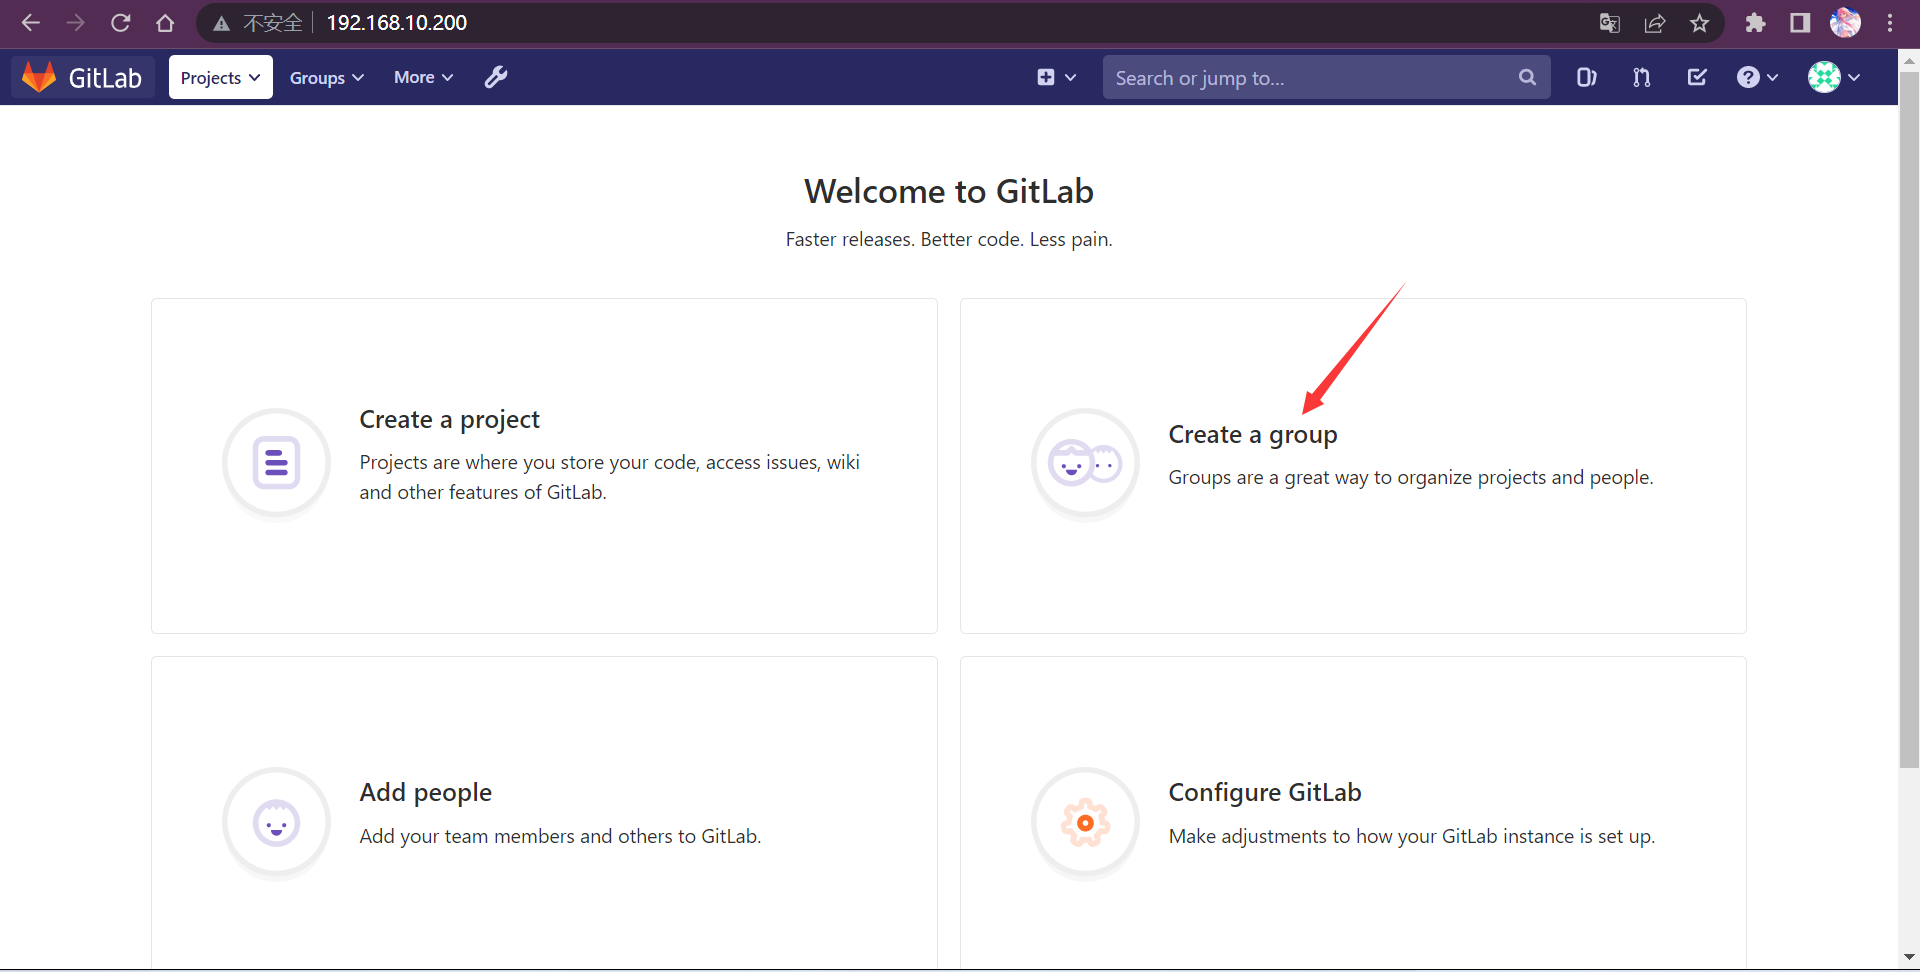 不安全 192.168.10.200
GitLab Projects Groups More Search or jump to...
Welcome to GitLab
Faster releases. Better code. Less pain.
Create a project
Projects are where you store your code, access issues, wiki
and other features of GitLab.
Create a group
Groups are a great way to organize projects and people.
Add people
Add your team members and others to GitLab.
Configure GitLab
Make adjustments to how your GitLab instance is set up.